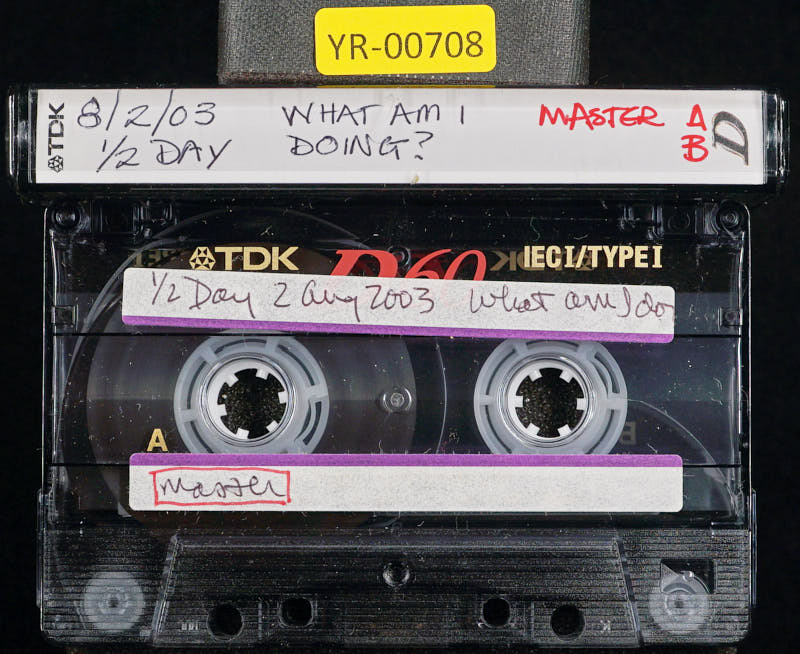 YR-00708
TDK
8/2/03 WHAT AM I MASTER A D
1/2 DAY DOING? B
TDK D60 IECI/TYPE I
1/2 Day 2 Aug 2003 What am I do
A
master